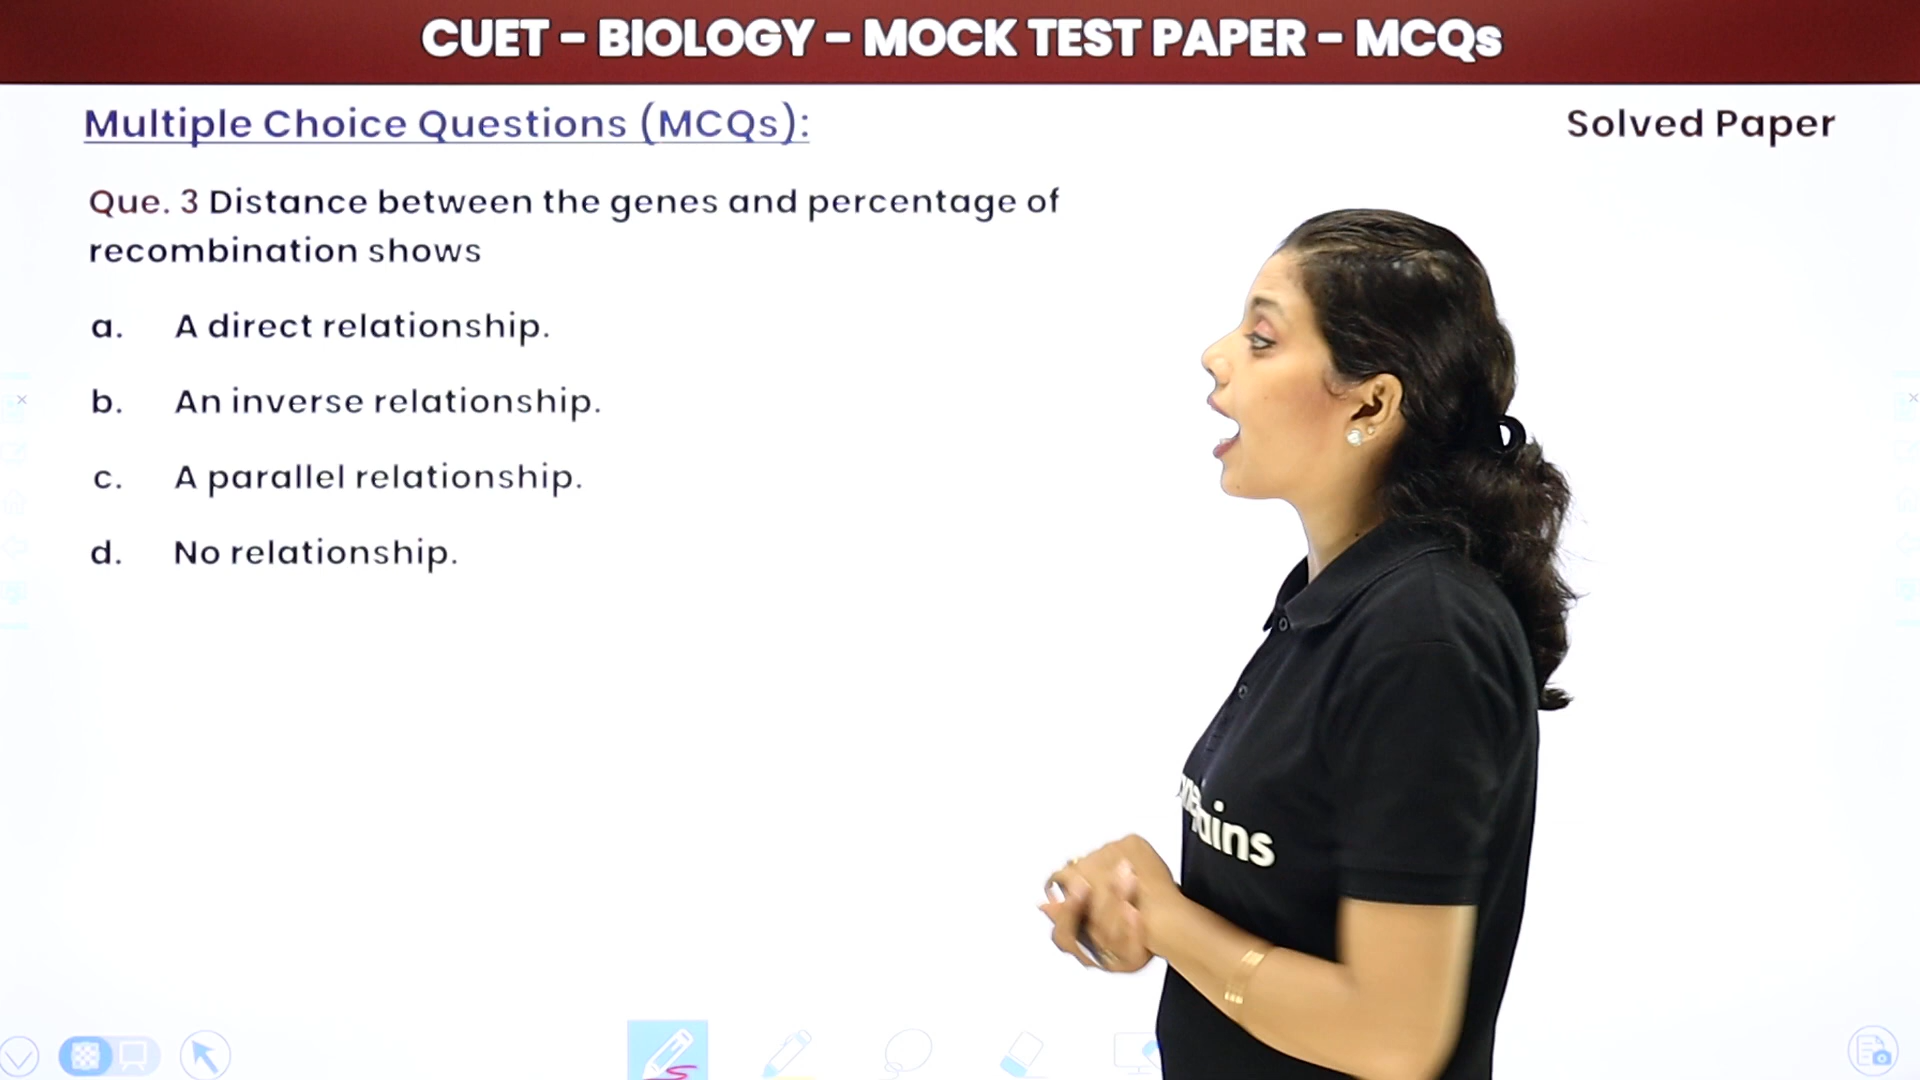 CUET - BIOLOGY - MOCK TEST PAPER - MCQs
Multiple Choice Questions (MCQs):
Solved Paper
Que. 3 Distance between the genes and percentage of
recombination shows
a. A direct relationship.
b. An inverse relationship.
c. A parallel relationship.
d. No relationship.